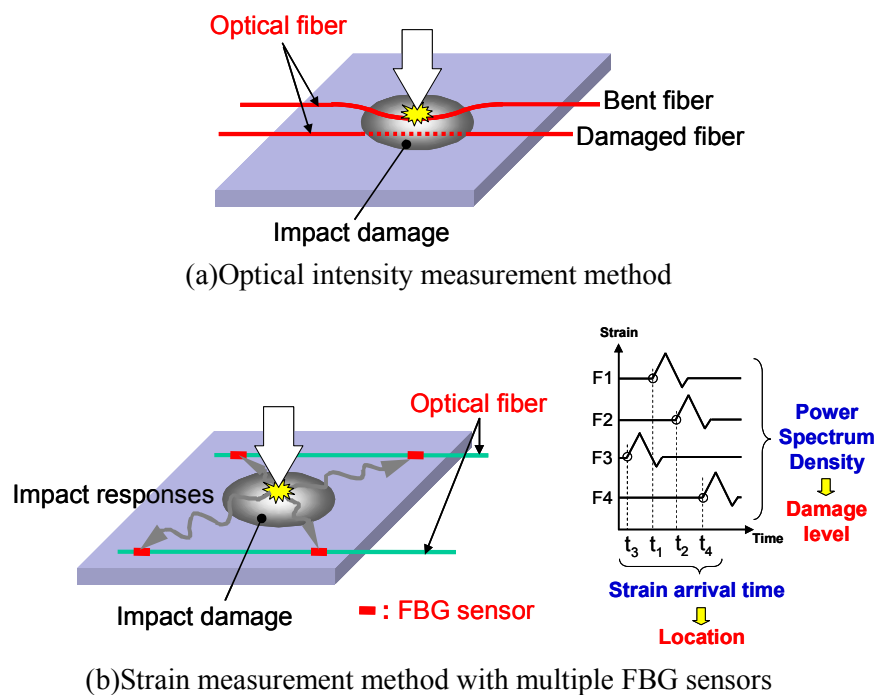 Optical fiber
Bent fiber
Damaged fiber
Impact damage
(a)Optical intensity measurement method
Optical fiber
Impact responses
Impact damage
: FBG sensor
Strain
F1
F2
F3
F4
Time
t3 t1 t2 t4
Power
Spectrum
Density
Damage
level
Strain arrival time
Location
(b)Strain measurement method with multiple FBG sensors